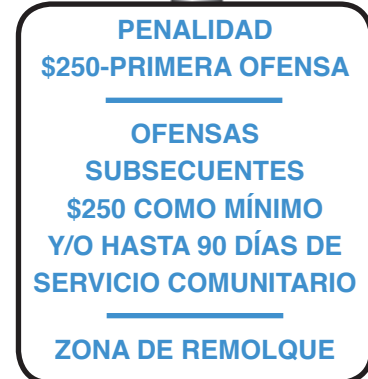 PENALIDAD
$250-PRIMERA OFENSA
OFENSAS
SUBSECUENTES
$250 COMO MÍNIMO
Y/O HASTA 90 DÍAS DE
SERVICIO COMUNITARIO
ZONA DE REMOLQUE